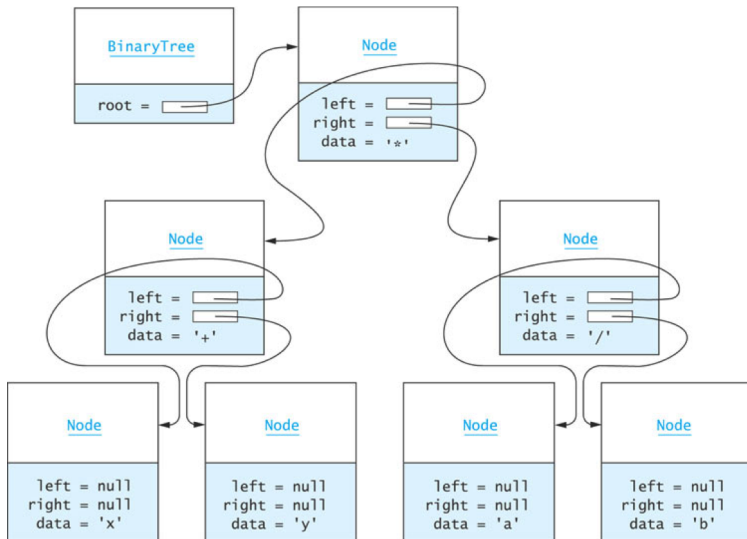 BinaryTree
root =
Node
left =
right =
data = '*'
Node
left =
right =
data = '+'
Node
left =
right =
data = '/'
Node
left = null
right = null
data = 'x'
Node
left = null
right = null
data = 'y'
Node
left = null
right = null
data = 'a'
Node
left = null
right = null
data = 'b'